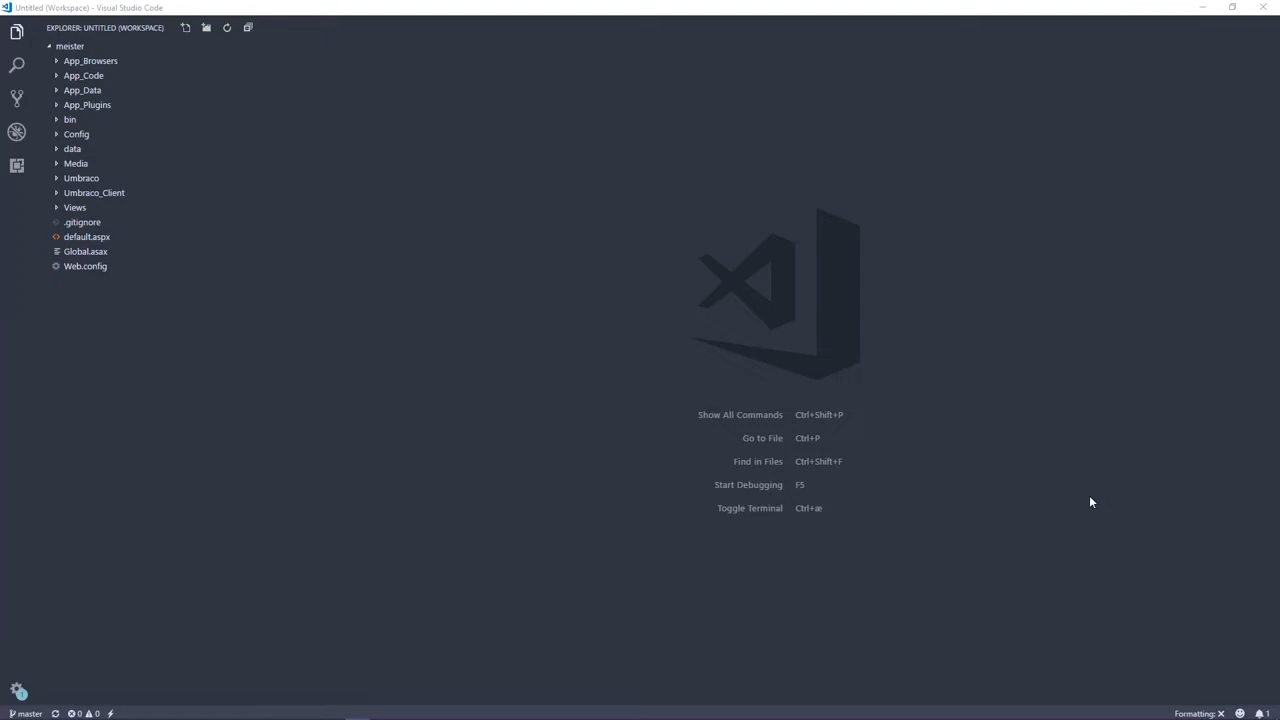 Untitled (Workspace) - Visual Studio Code
EXPLORER: UNTITLED (WORKSPACE)
meister
App_Browsers
App_Code
App_Data
App_Plugins
bin
Config
data
Media
Umbraco
Umbraco_Client
Views
.gitignore
default.aspx
Global.asax
Web.config
Show All Commands Ctrl+Shift+P
Go to File Ctrl+P
Find in Files Ctrl+Shift+F
Start Debugging F5
Toggle Terminal Ctrl+æ
1
master 0 0 Formatting: X 1